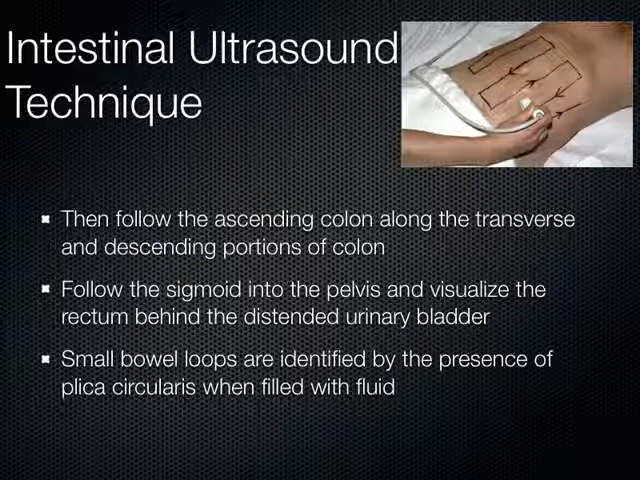 Intestinal Ultrasound
Technique
Then follow the ascending colon along the transverse
and descending portions of colon
Follow the sigmoid into the pelvis and visualize the
rectum behind the distended urinary bladder
Small bowel loops are identified by the presence of
plica circularis when filled with fluid